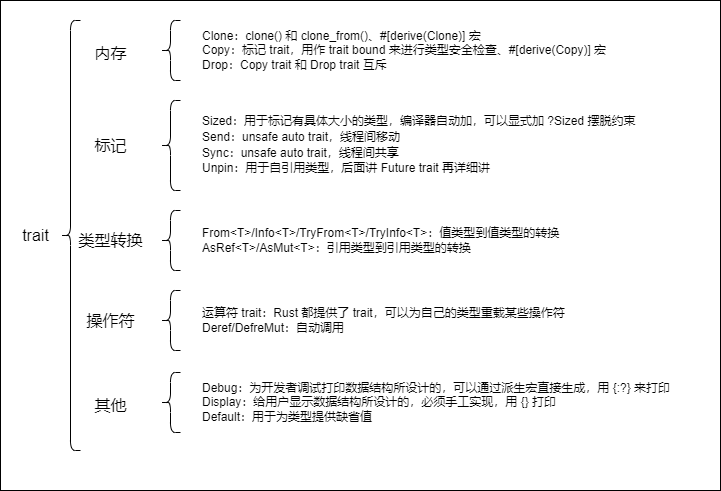 trait
内存
Clone：clone() 和 clone_from()、#[derive(Clone)] 宏
Copy：标记 trait，用作 trait bound 来进行类型安全检查、#[derive(Copy)] 宏
Drop：Copy trait 和 Drop trait 互斥
标记
Sized：用于标记有具体大小的类型，编译器自动加，可以显式加 ?Sized 摆脱约束
Send：unsafe auto trait，线程间移动
Sync：unsafe auto trait，线程间共享
Unpin：用于自引用类型，后面讲 Future trait 再详细讲
类型转换
From<T>/Info<T>/TryFrom<T>/TryInfo<T>：值类型到值类型的转换
AsRef<T>/AsMut<T>：引用类型到引用类型的转换
操作符
运算符 trait：Rust 都提供了 trait，可以为自己的类型重载某些操作符
Deref/DefreMut：自动调用
其他
Debug：为开发者调试打印数据结构所设计的，可以通过派生宏直接生成，用 {:?} 来打印
Display：给用户显示数据结构所设计的，必须手工实现，用 {} 打印
Default：用于为类型提供缺省值